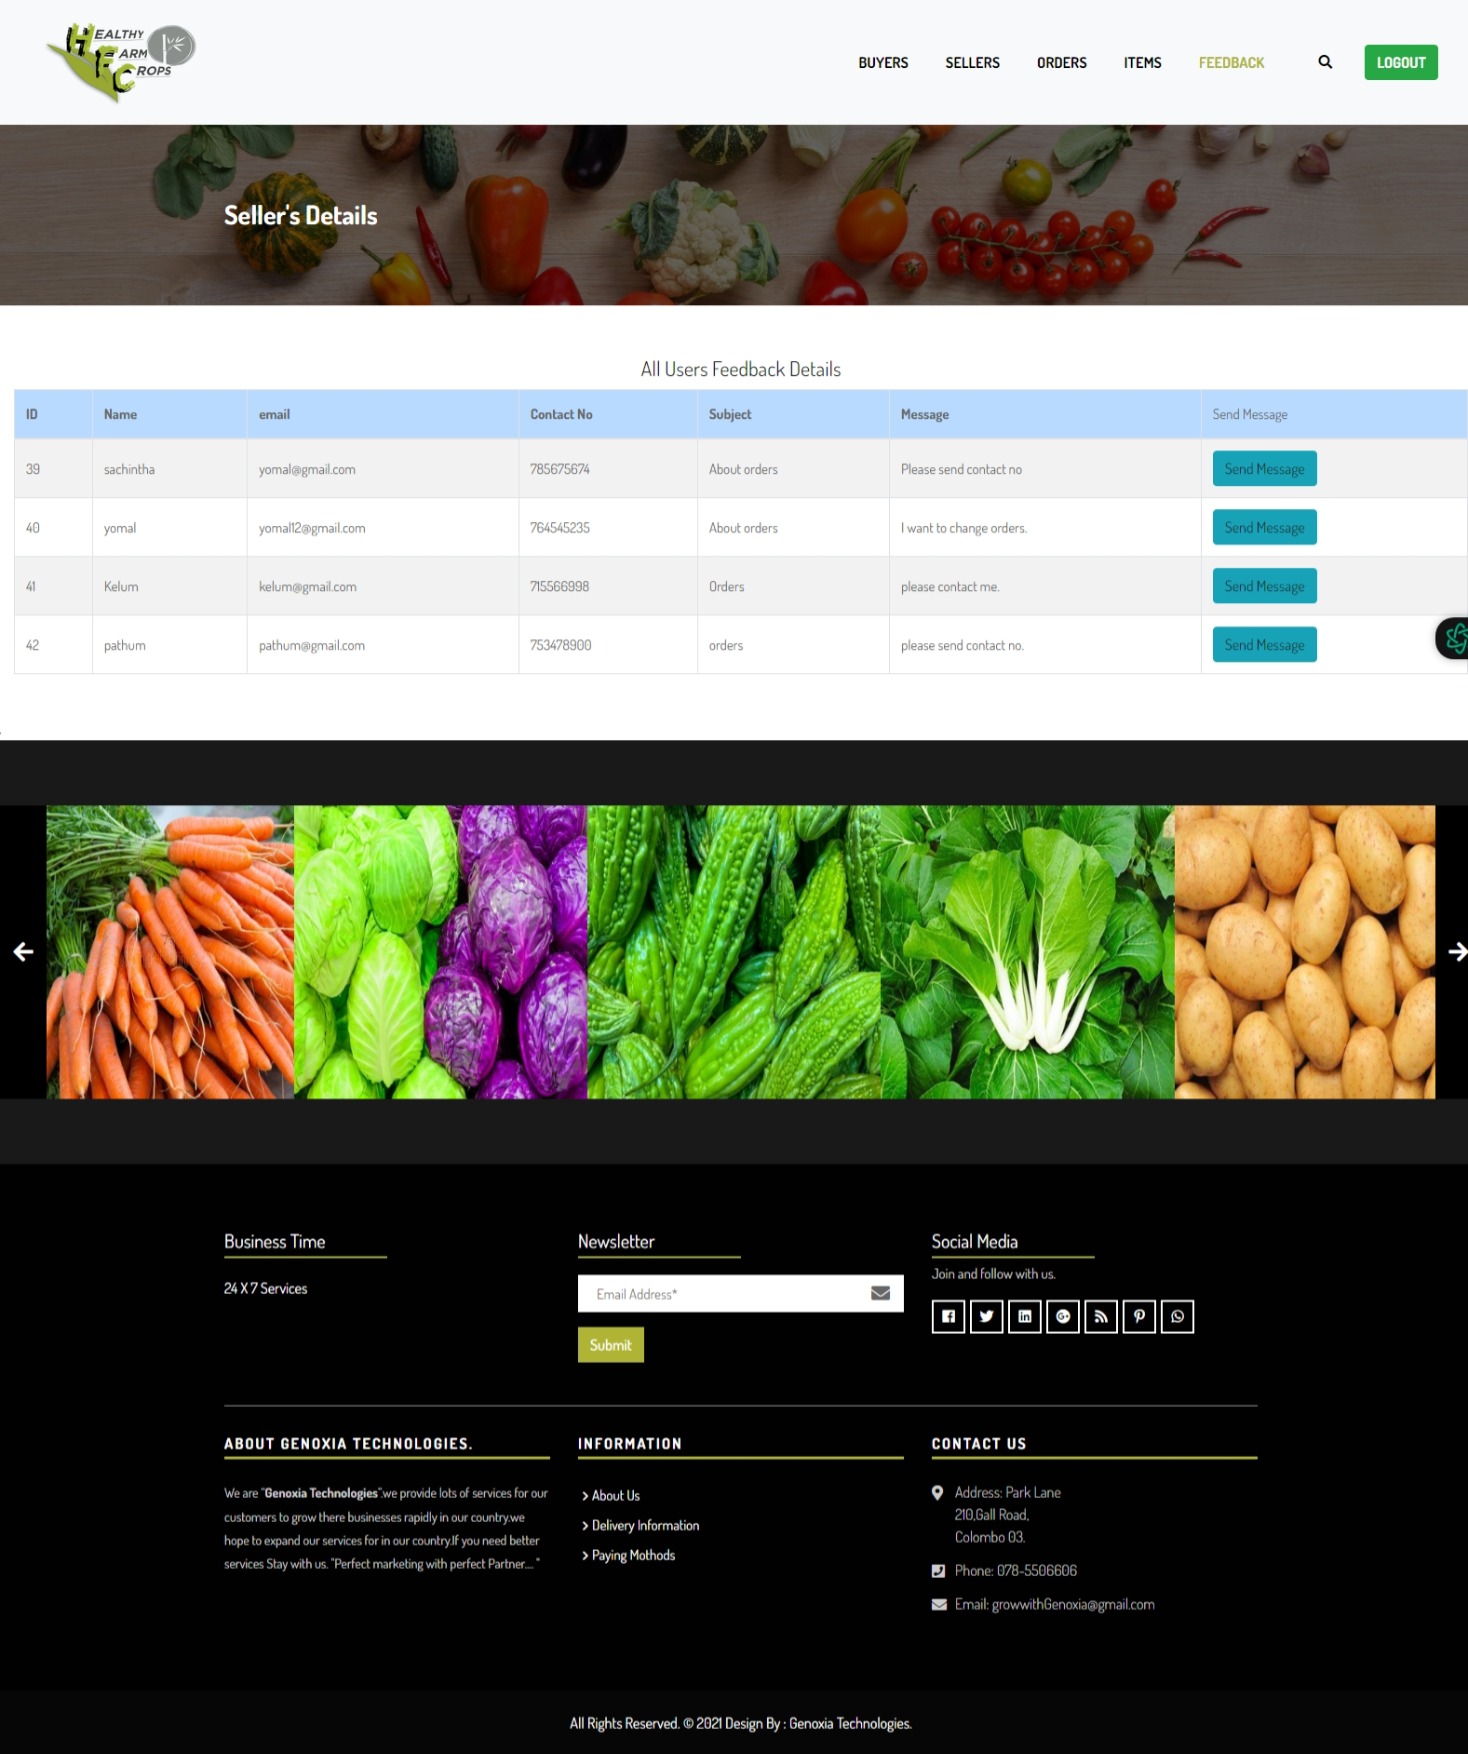 HEALTHY
FARM
CROPS
BUYERS SELLERS ORDERS ITEMS FEEDBACK LOGOUT
Seller's Details
All Users Feedback Details
ID Name email Contact No Subject Message Send Message
39 sachintha yomal@gmail.com 785675674 About orders Please send contact no Send Message
40 yomal yomal12@gmail.com 764545235 About orders I want to change orders. Send Message
41 Kelum kelum@gmail.com 715566998 Orders please contact me. Send Message
42 pathum pathum@gmail.com 753478900 orders please send contact no. Send Message
Business Time
24 X 7 Services
Newsletter
Email Address*
Submit
Social Media
Join and follow with us.
ABOUT GENOXIA TECHNOLOGIES.
We are "Genoxia Technologies".we provide lots of services for our
customers to grow there businesses rapidly in our country.we
hope to expand our services for in our country.If you need better
services Stay with us. "Perfect marketing with perfect Partner.... "
INFORMATION
About Us
Delivery Information
Paying Mothods
CONTACT US
Address: Park Lane
210,Gall Road,
Colombo 03.
Phone: 078-5506606
Email: growwithGenoxia@gmail.com
All Rights Reserved. © 2021 Design By : Genoxia Technologies.